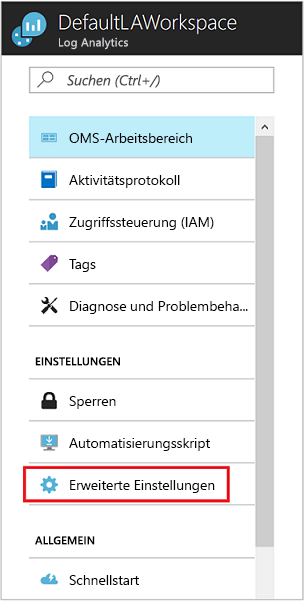 DefaultLAWorkspace
Log Analytics
Suchen (Ctrl+/)
OMS-Arbeitsbereich
Aktivitätsprotokoll
Zugriffssteuerung (IAM)
Tags
Diagnose und Problembeha...
EINSTELLUNGEN
Sperren
Automatisierungsskript
Erweiterte Einstellungen
ALLGEMEIN
Schnellstart